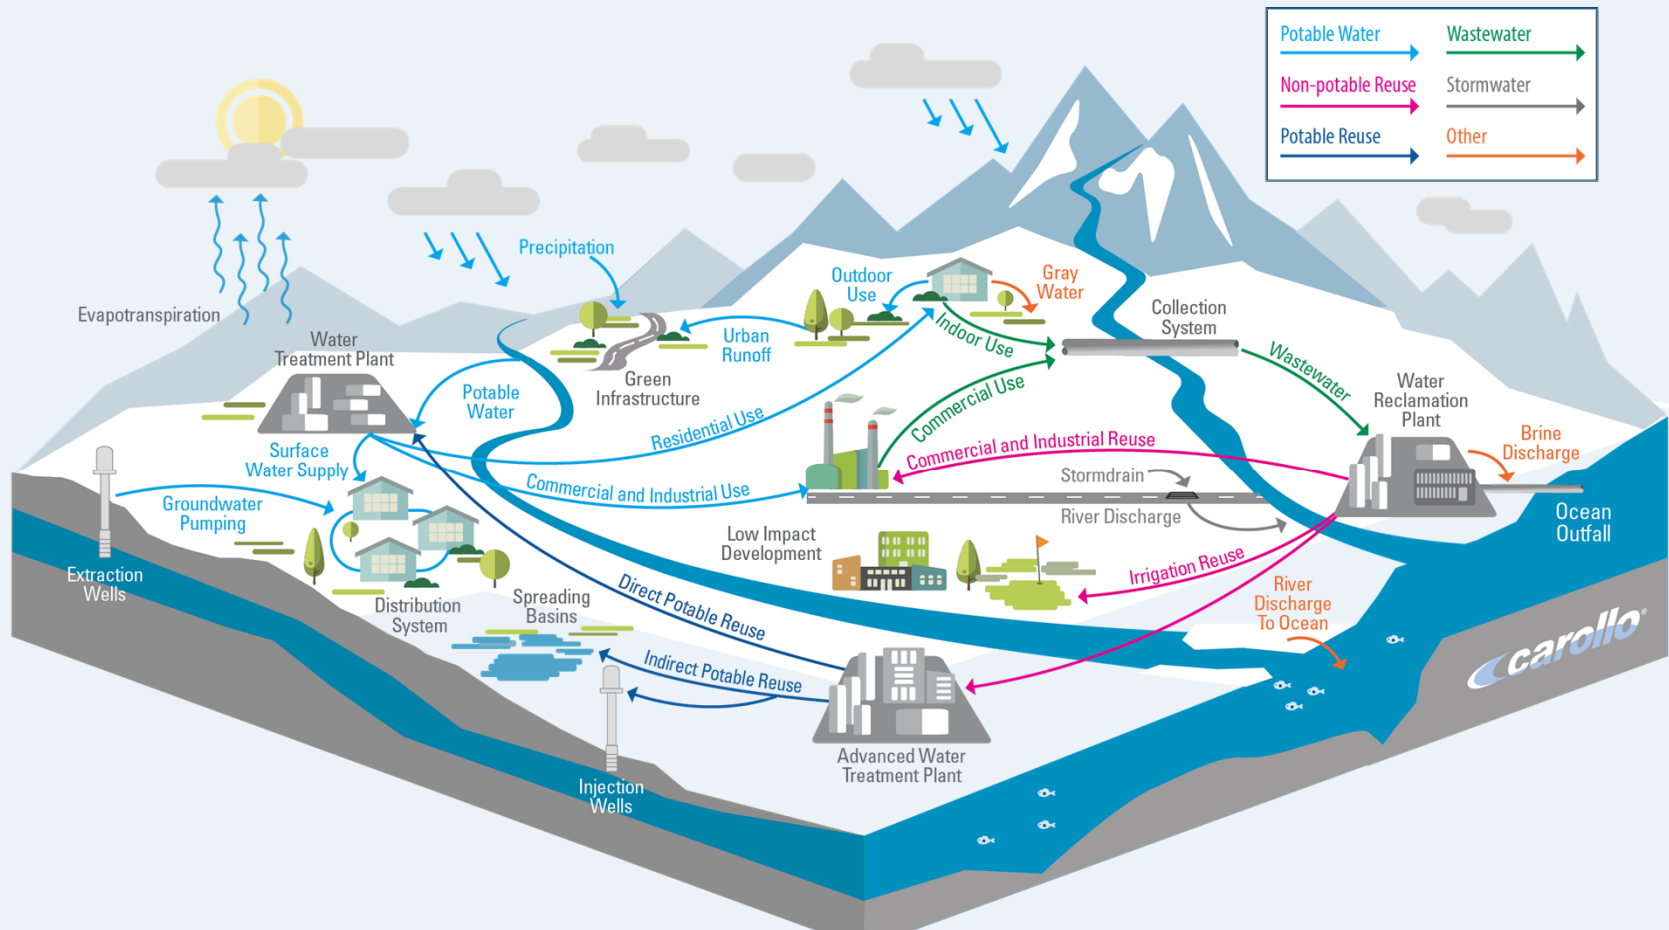 Potable Water
Wastewater
Non-potable Reuse
Stormwater
Potable Reuse
Other
Precipitation
Evapotranspiration
Outdoor
Use
Gray
Water
Collection
System
Water
Treatment Plant
Urban
Runoff
Indoor Use
Wastewater
Green
Infrastructure
Potable
Water
Residential Use
Commercial Use
Water
Reclamation
Plant
Surface
Water Supply
Commercial and Industrial Reuse
Brine
Discharge
Commercial and Industrial Use
Stormdrain
Groundwater
Pumping
River Discharge
Ocean
Outfall
Low Impact
Development
Extraction
Wells
Irrigation Reuse
River
Discharge
To Ocean
Distribution
System
Spreading
Basins
Direct Potable Reuse
Indirect Potable Reuse
carollo®
Advanced Water
Treatment Plant
Injection
Wells